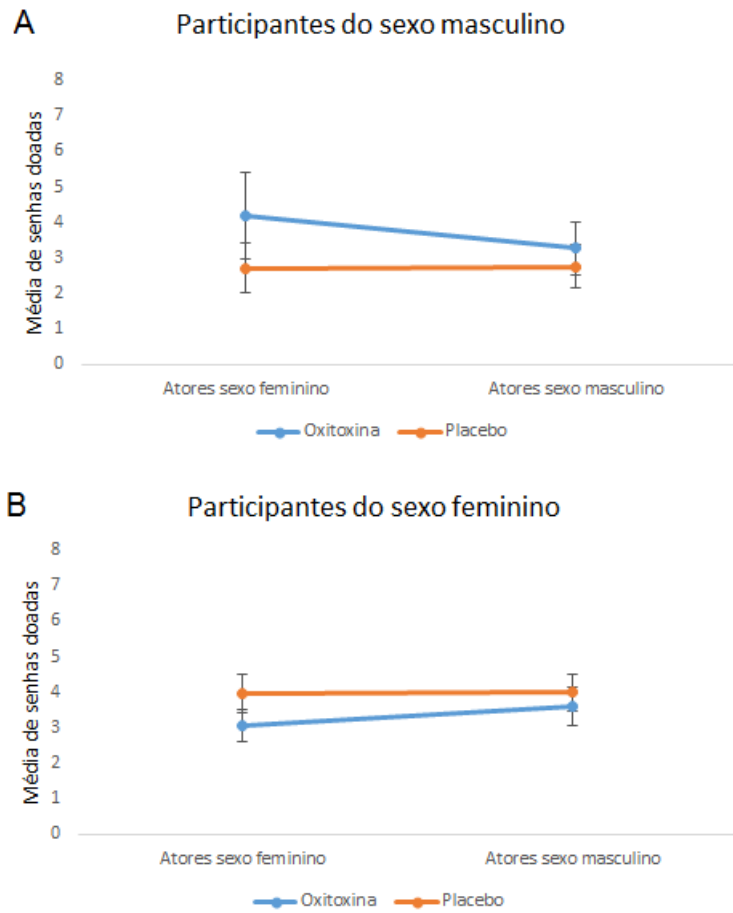 A
Participantes do sexo masculino
Média de senhas doadas
8
7
6
5
4
3
2
1
0
Atores sexo feminino
Atores sexo masculino
Oxitoxina
Placebo
B
Participantes do sexo feminino
Média de senhas doadas
8
7
6
5
4
3
2
1
0
Atores sexo feminino
Atores sexo masculino
Oxitoxina
Placebo